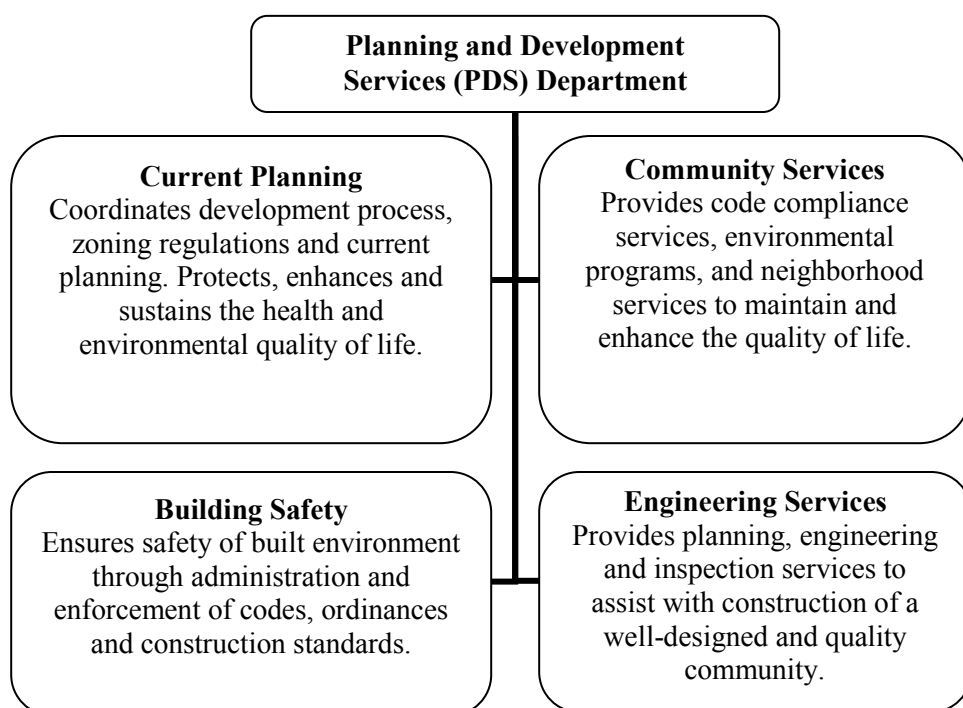 Planning and Development
Services (PDS) Department
Current Planning
Coordinates development process,
zoning regulations and current
planning. Protects, enhances and
sustains the health and
environmental quality of life.
Community Services
Provides code compliance
services, environmental
programs, and neighborhood
services to maintain and
enhance the quality of life.
Building Safety
Ensures safety of built environment
through administration and
enforcement of codes, ordinances
and construction standards.
Engineering Services
Provides planning, engineering
and inspection services to
assist with construction of a
well-designed and quality
community.